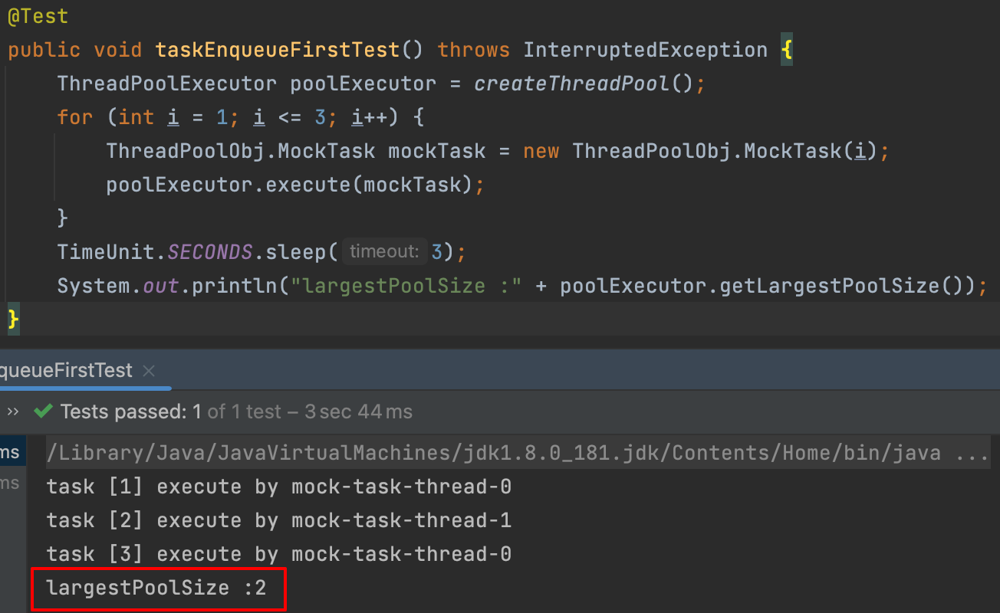 @Test
public void taskEnqueueFirstTest() throws InterruptedException {
    ThreadPoolExecutor poolExecutor = createThreadPool();
    for (int i = 1; i <= 3; i++) {
        ThreadPoolObj.MockTask mockTask = new ThreadPoolObj.MockTask(i);
        poolExecutor.execute(mockTask);
    }
    TimeUnit.SECONDS.sleep( timeout: 3);
    System.out.println("largestPoolSize :" + poolExecutor.getLargestPoolSize());
}
queueFirstTest ×
›› Tests passed: 1 of 1 test – 3 sec 44 ms
ms /Library/Java/JavaVirtualMachines/jdk1.8.0_181.jdk/Contents/Home/bin/java ...
ms task [1] execute by mock-task-thread-0
task [2] execute by mock-task-thread-1
task [3] execute by mock-task-thread-0
largestPoolSize :2